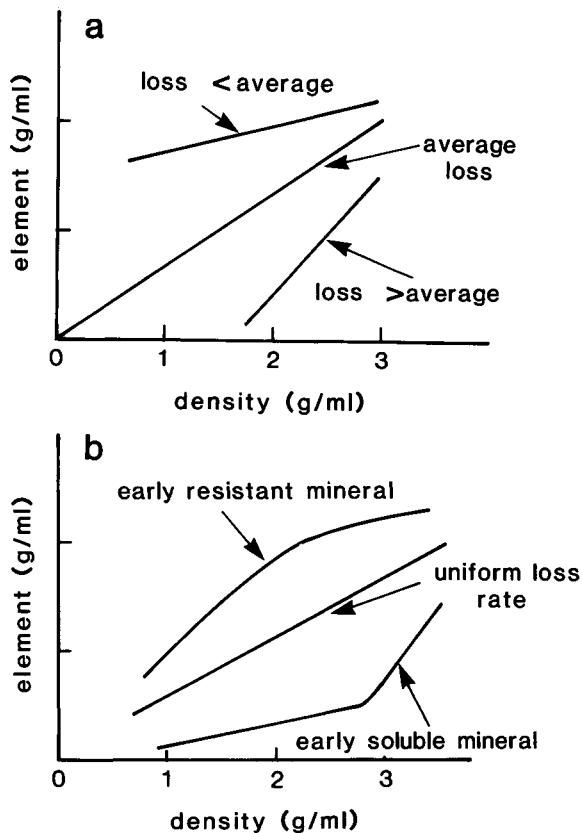 a
loss < average
average
loss
loss >average
element (g/ml)
0 1 2 3
density (g/ml)
b
early resistant mineral
uniform loss
rate
early soluble mineral
element (g/ml)
0 1 2 3
density (g/ml)